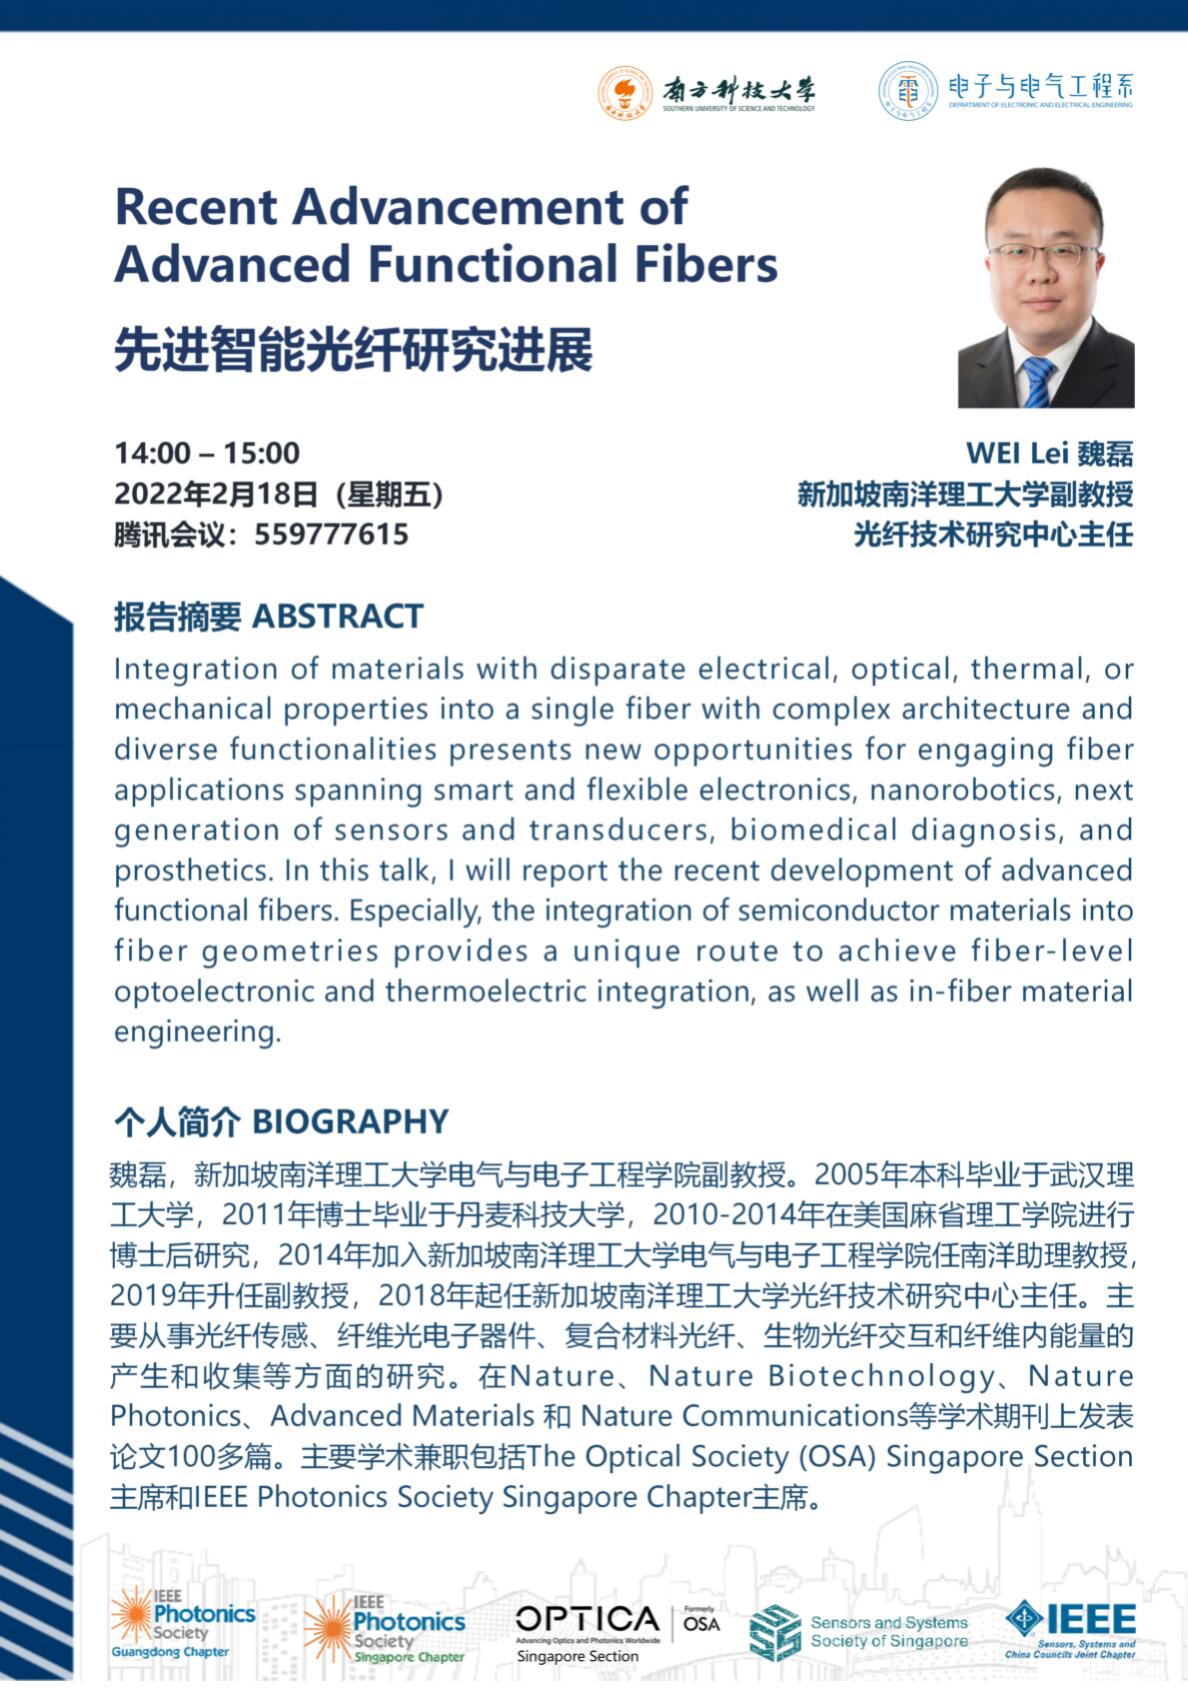 南方科技大学
SOUTHERN UNIVERSITY OF SCIENCE AND TECHNOLOGY
电子与电气工程系
DEPARTMENT OF ELECTRONIC AND ELECTRICAL ENGINEERING
Recent Advancement of
Advanced Functional Fibers
先进智能光纤研究进展
14:00 – 15:00
2022年2月18日（星期五）
腾讯会议：559777615
WEI Lei 魏磊
新加坡南洋理工大学副教授
光纤技术研究中心主任
报告摘要 ABSTRACT
Integration of materials with disparate electrical, optical, thermal, or
mechanical properties into a single fiber with complex architecture and
diverse functionalities presents new opportunities for engaging fiber
applications spanning smart and flexible electronics, nanorobotics, next
generation of sensors and transducers, biomedical diagnosis, and
prosthetics. In this talk, I will report the recent development of advanced
functional fibers. Especially, the integration of semiconductor materials into
fiber geometries provides a unique route to achieve fiber-level
optoelectronic and thermoelectric integration, as well as in-fiber material
engineering.
个人简介 BIOGRAPHY
魏磊，新加坡南洋理工大学电气与电子工程学院副教授。2005年本科毕业于武汉理
工大学，2011年博士毕业于丹麦科技大学，2010-2014年在美国麻省理工学院进行
博士后研究，2014年加入新加坡南洋理工大学电气与电子工程学院任南洋助理教授，
2019年升任副教授，2018年起任新加坡南洋理工大学光纤技术研究中心主任。主
要从事光纤传感、纤维光电子器件、复合材料光纤、生物光纤交互和纤维内能量的
产生和收集等方面的研究。在Nature、Nature Biotechnology、Nature
Photonics、Advanced Materials 和 Nature Communications等学术期刊上发表
论文100多篇。主要学术兼职包括The Optical Society (OSA) Singapore Section
主席和IEEE Photonics Society Singapore Chapter主席。
IEEE
Photonics
Society
Guangdong Chapter
IEEE
Photonics
Society
Singapore Chapter
OPTICA
Advancing Optics and Photonics Worldwide
Formerly
OSA
Singapore Section
Sensors and Systems
Society of Singapore
IEEE
Sensors, Systems and
China Councils Joint Chapter